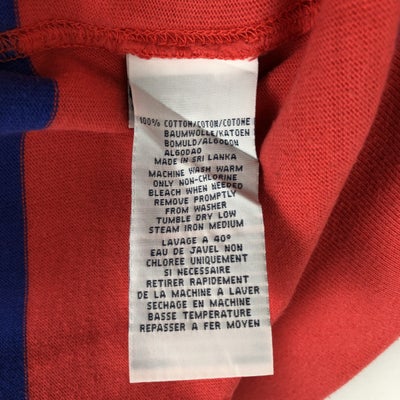 100% COTTON/COTON/COTONE
BAUMWOLLE/KATOEN
BOMULD/ALGODON
ALGODAO
MADE IN SRI LANKA
MACHINE WASH WARM
ONLY NON-CHLORINE
BLEACH WHEN NEEDED
REMOVE PROMPTLY
FROM WASHER
TUMBLE DRY LOW
STEAM IRON MEDIUM
LAVAGE A 40°
EAU DE JAVEL NON
CHLOREE UNIQUEMENT
SI NECESSAIRE
RETIRER RAPIDEMENT
DE LA MACHINE A LAVER
SECHAGE EN MACHINE
BASSE TEMPERATURE
REPASSER A FER MOYEN